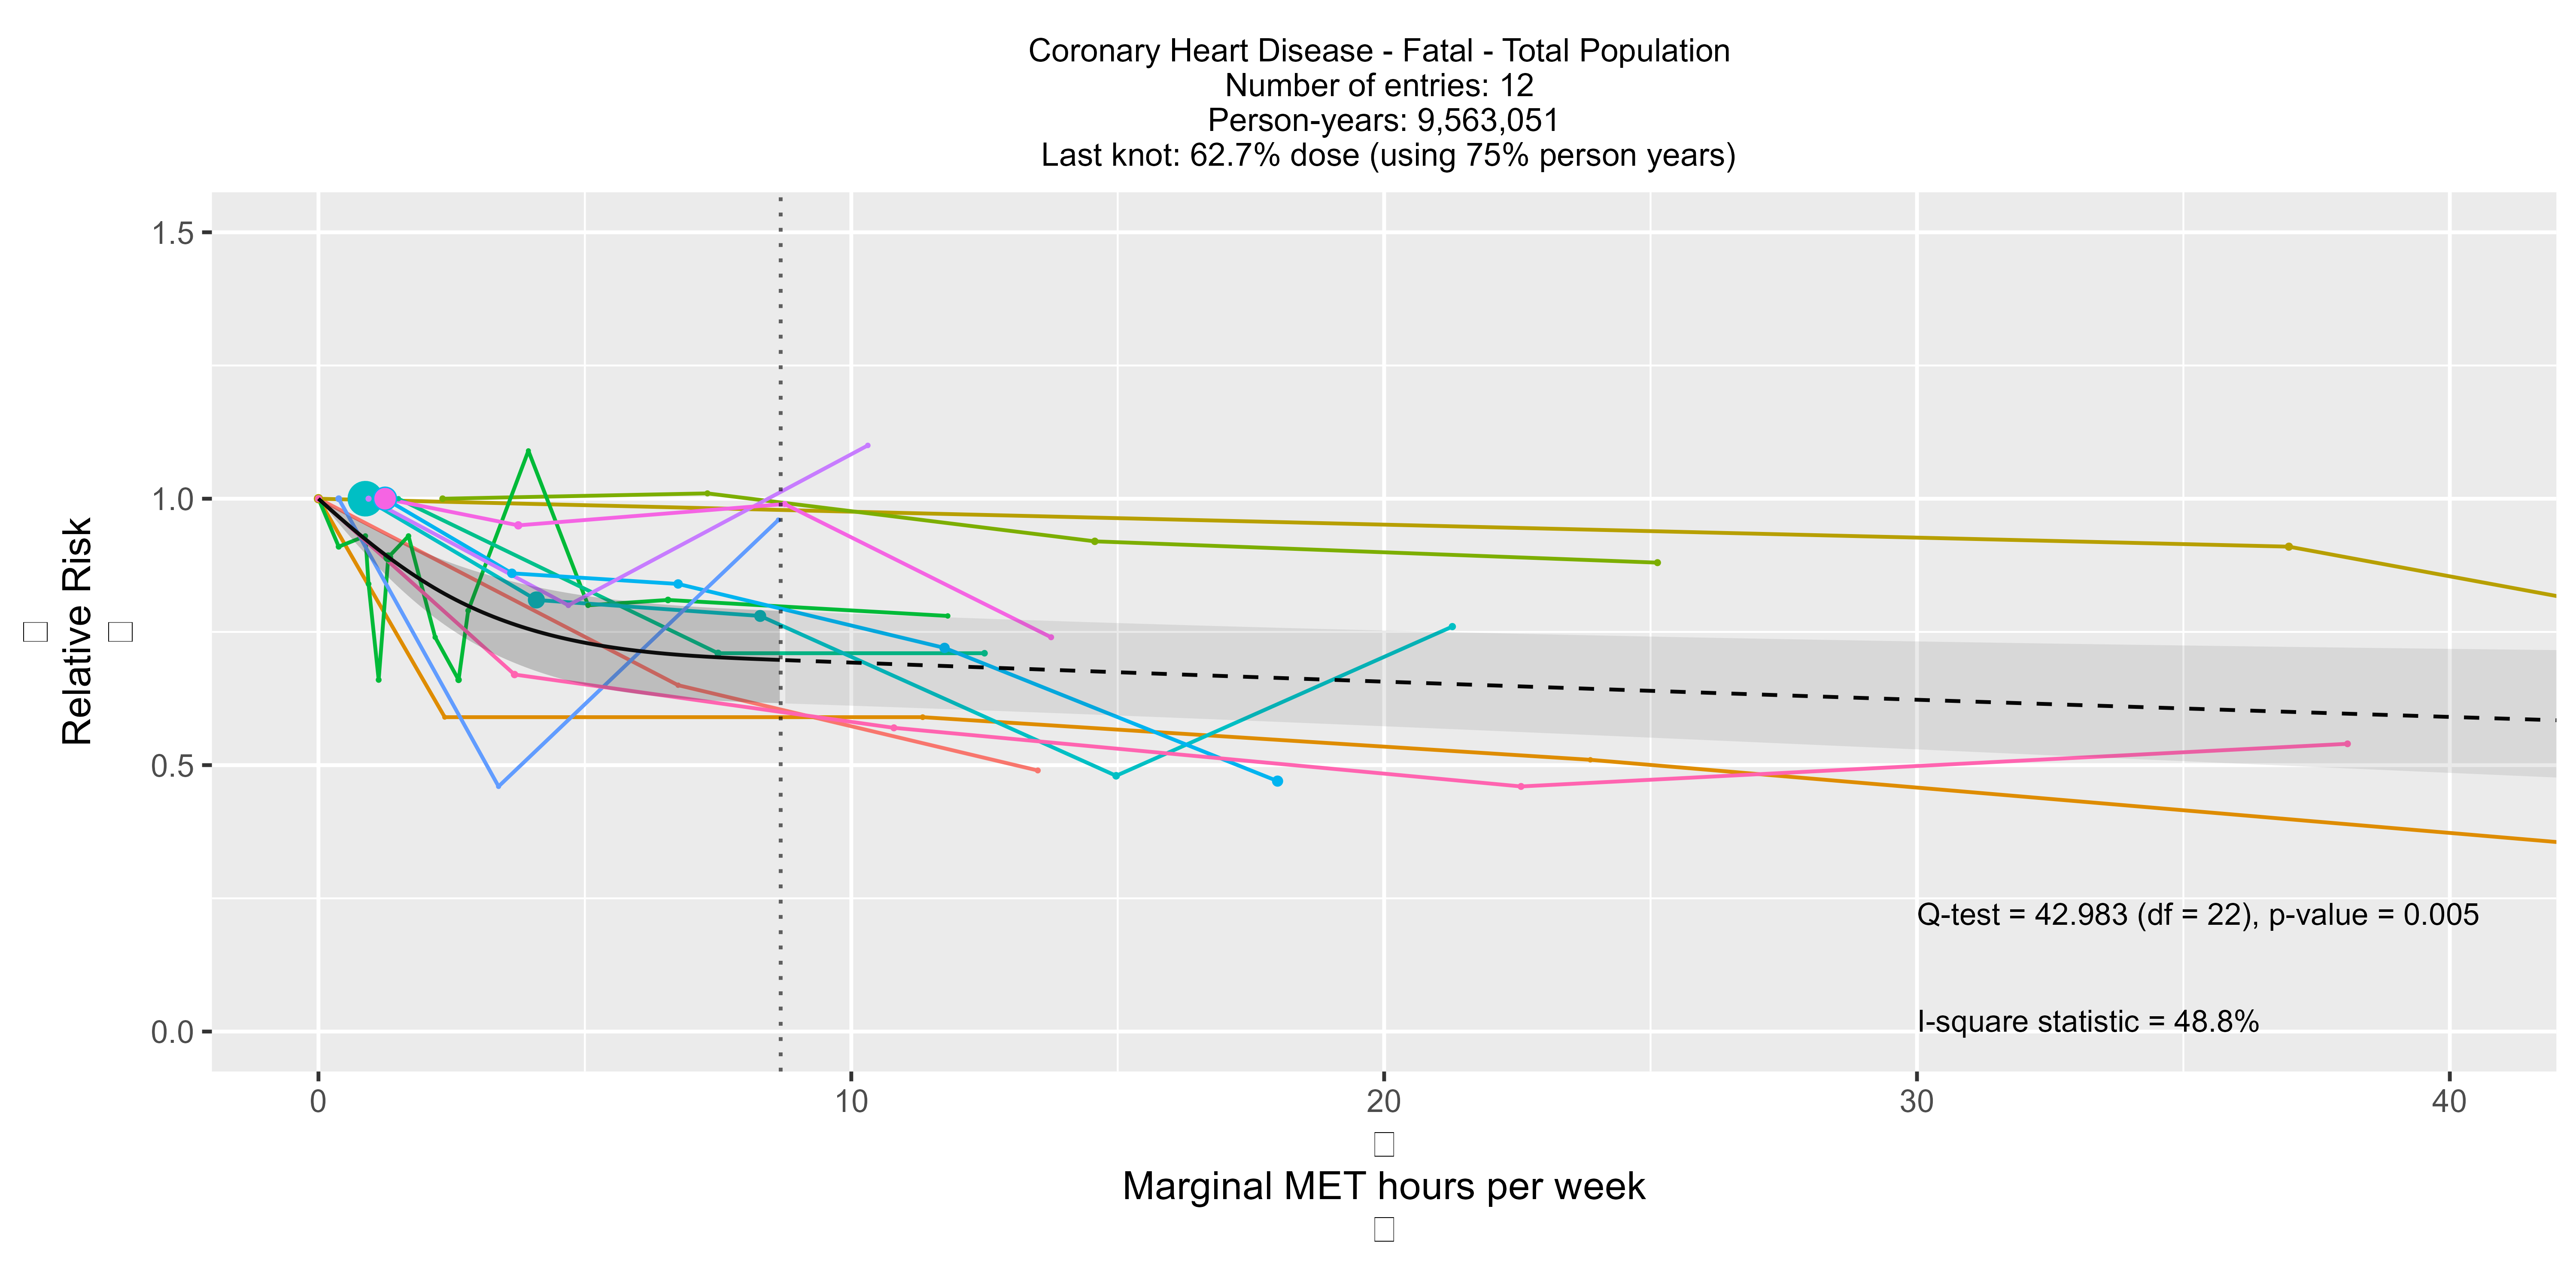 Coronary Heart Disease - Fatal - Total Population
Number of entries: 12
Person-years: 9,563,051
Last knot: 62.7% dose (using 75% person years)
1.5
1.0
0.5
0.0
Relative Risk
Q-test = 42.983 (df = 22), p-value = 0.005
I-square statistic = 48.8%
0 10 20 30 40
Marginal MET hours per week